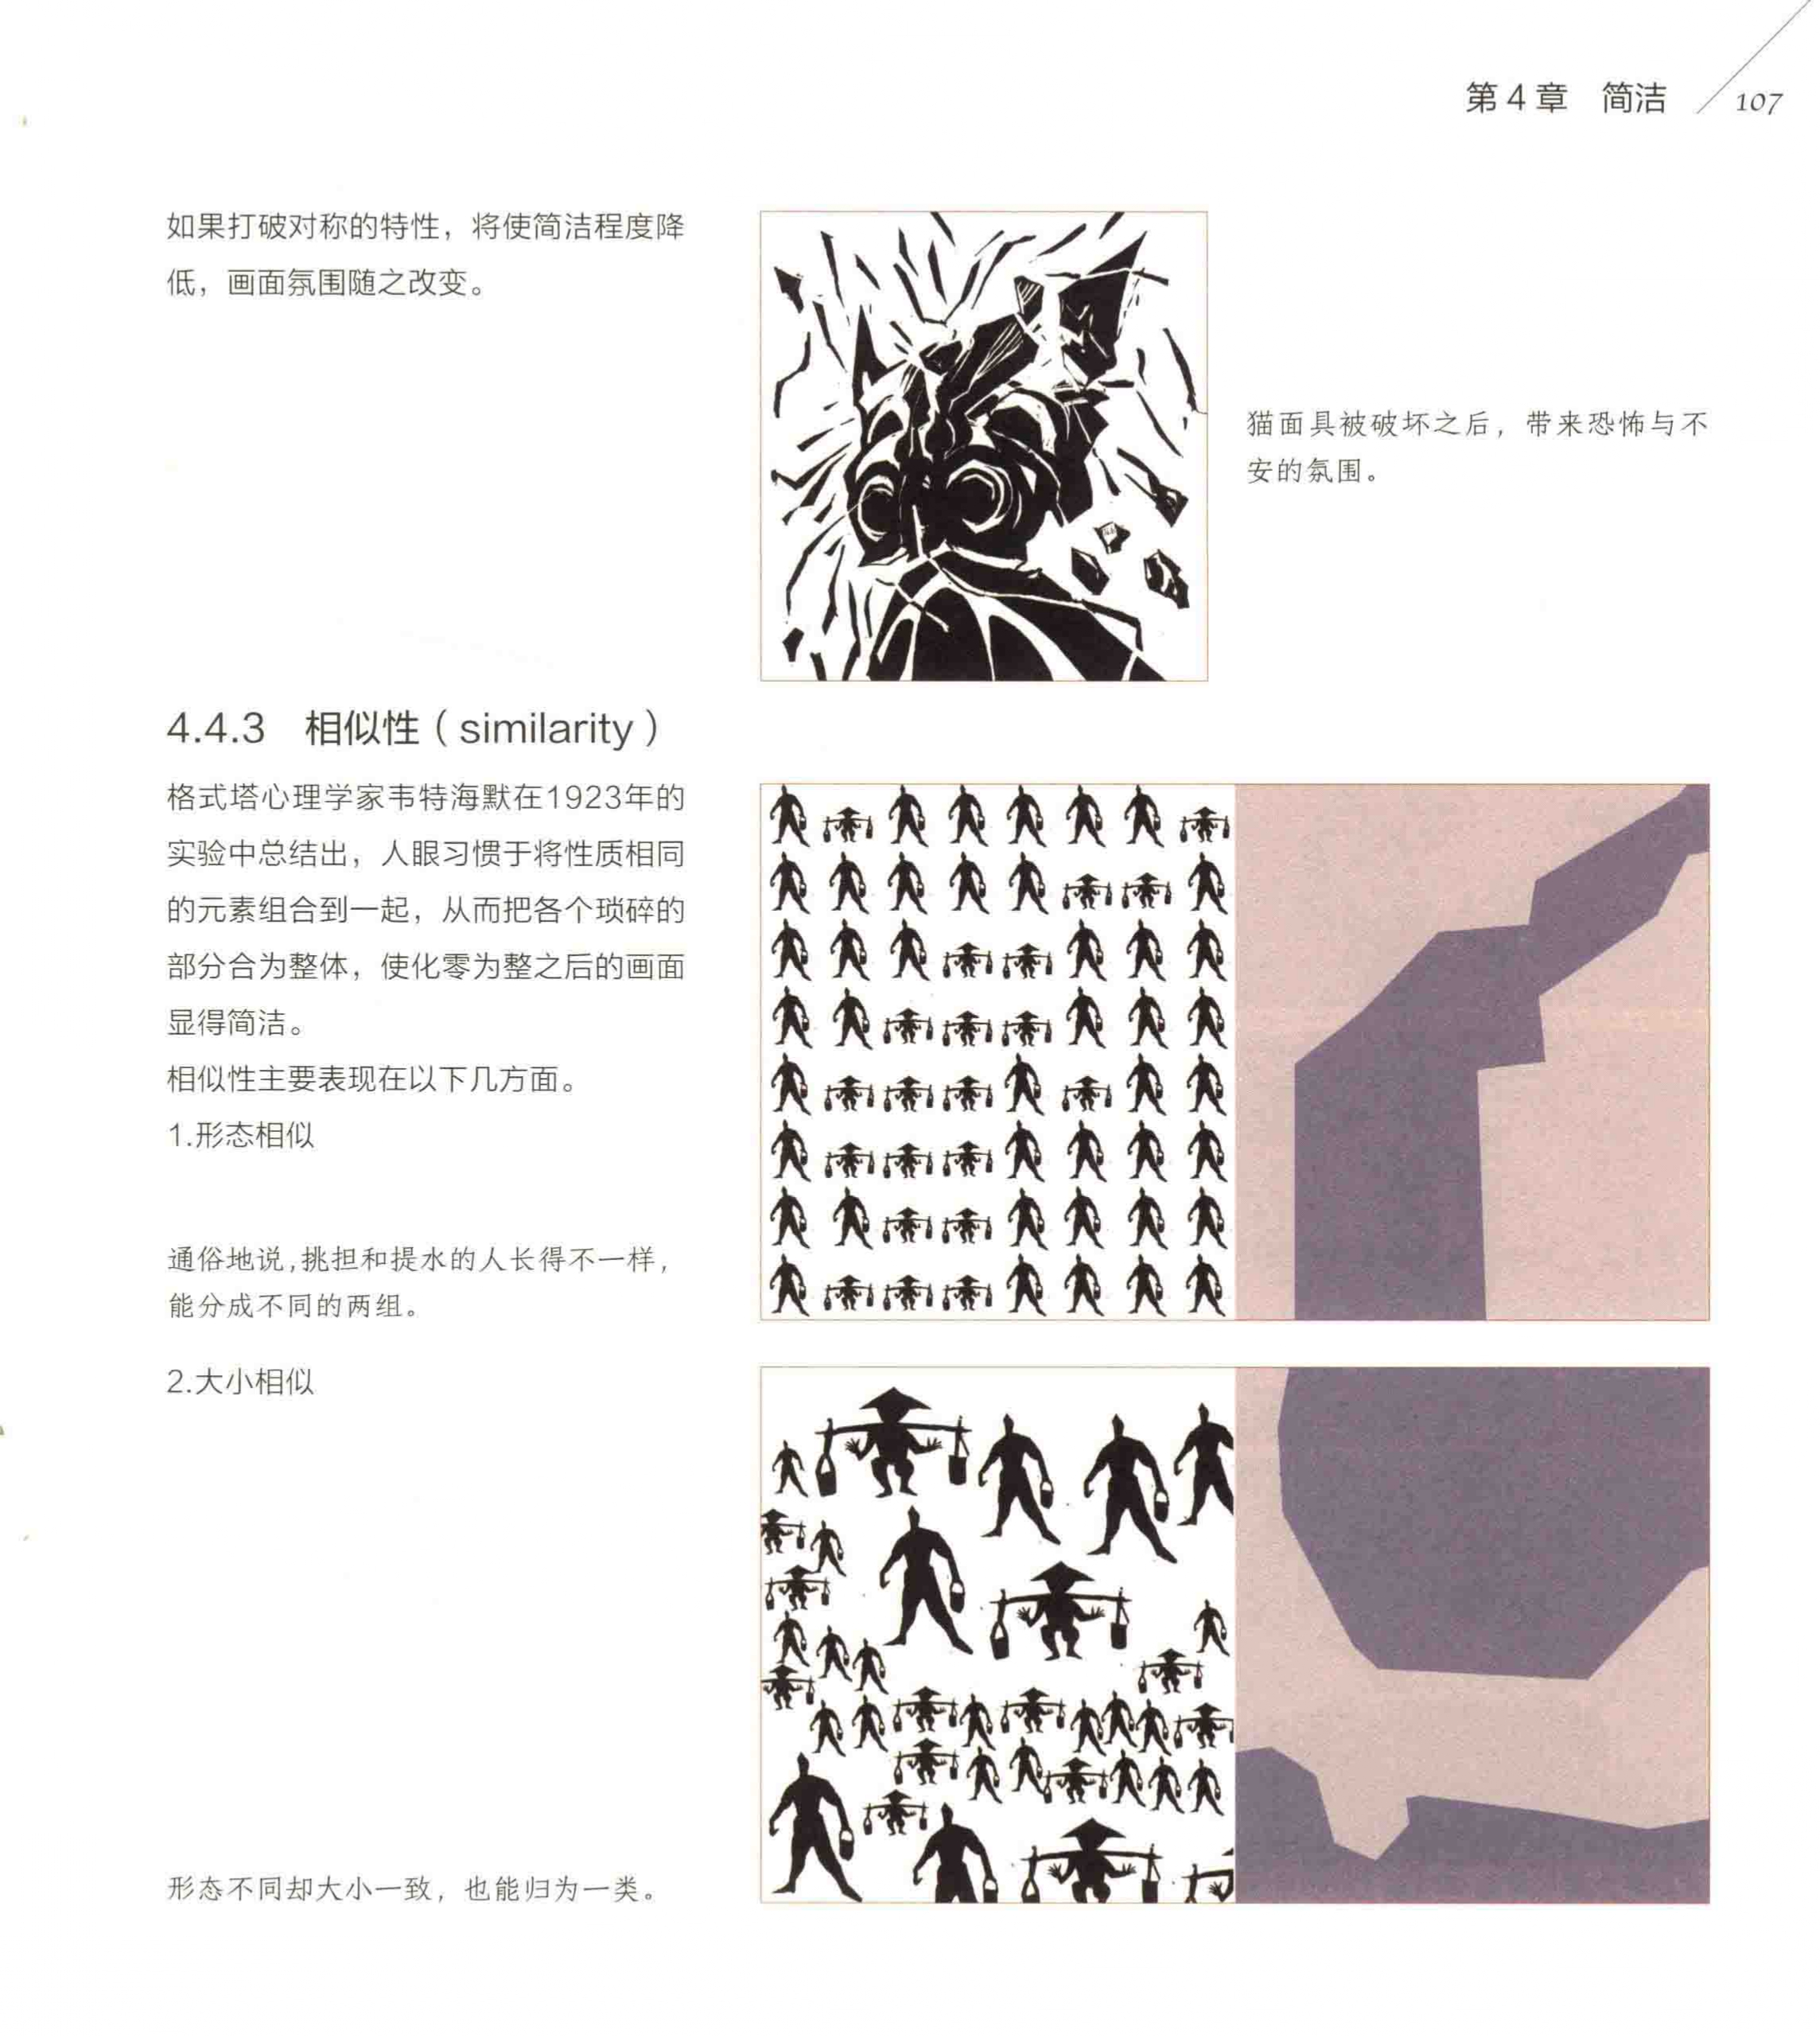 第4章 简洁 107
如果打破对称的特性，将使简洁程度降
低，画面氛围随之改变。
猫面具被破坏之后，带来恐怖与不
安的氛围。
4.4.3 相似性（similarity）
格式塔心理学家韦特海默在1923年的
实验中总结出，人眼习惯于将性质相同
的元素组合到一起，从而把各个琐碎的
部分合为整体，使化零为整之后的画面
显得简洁。
相似性主要表现在以下几方面。
1.形态相似
通俗地说，挑担和提水的人长得不一样，
能分成不同的两组。
2.大小相似
形态不同却大小一致，也能归为一类。